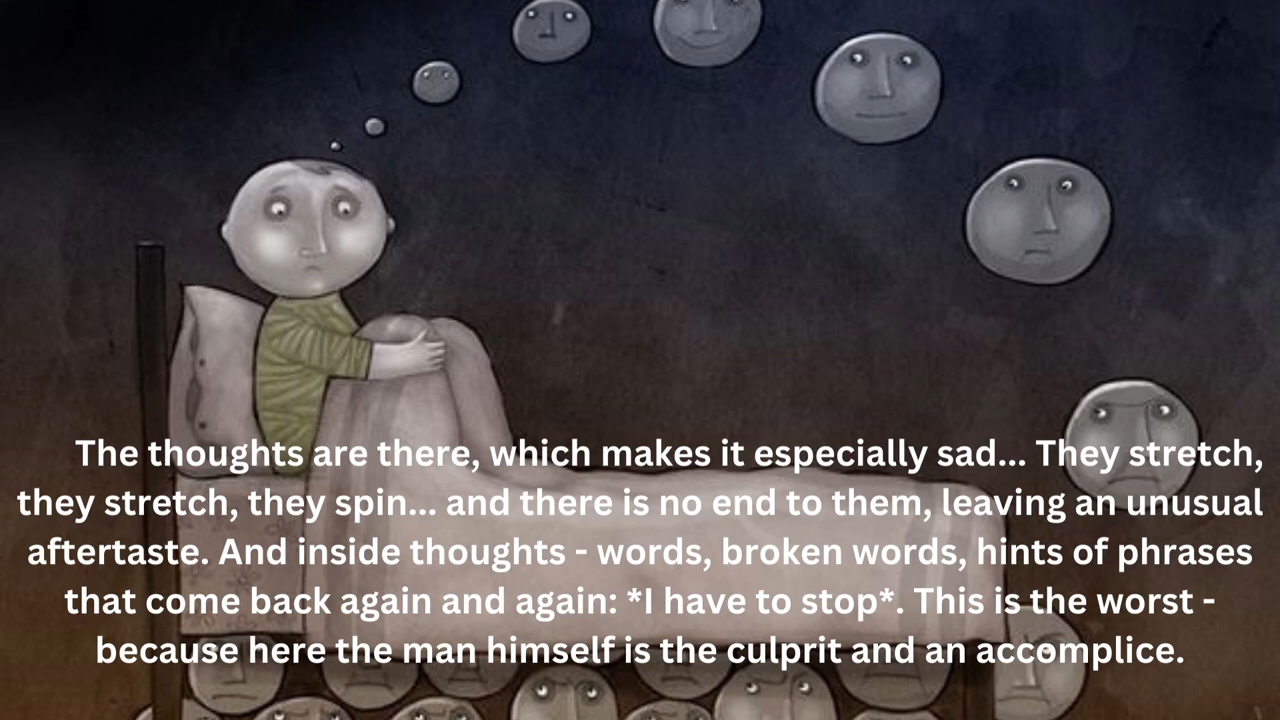 The thoughts are there, which makes it especially sad... They stretch,
they stretch, they spin... and there is no end to them, leaving an unusual
aftertaste. And inside thoughts - words, broken words, hints of phrases
that come back again and again: *I have to stop*. This is the worst -
because here the man himself is the culprit and an accomplice.